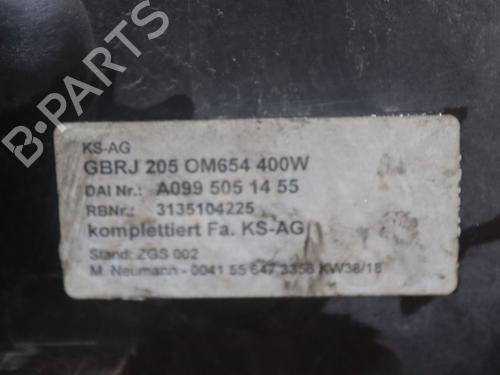 B-PARTS
KS-AG
GBRJ 205 OM654 400W
DAI Nr.: A099 505 14 55
RBNr.: 3135104225
komplettiert Fa. KS-AG
Stand: ZGS 002
M. Neumann - 0041 55 647 3358 KW38/18